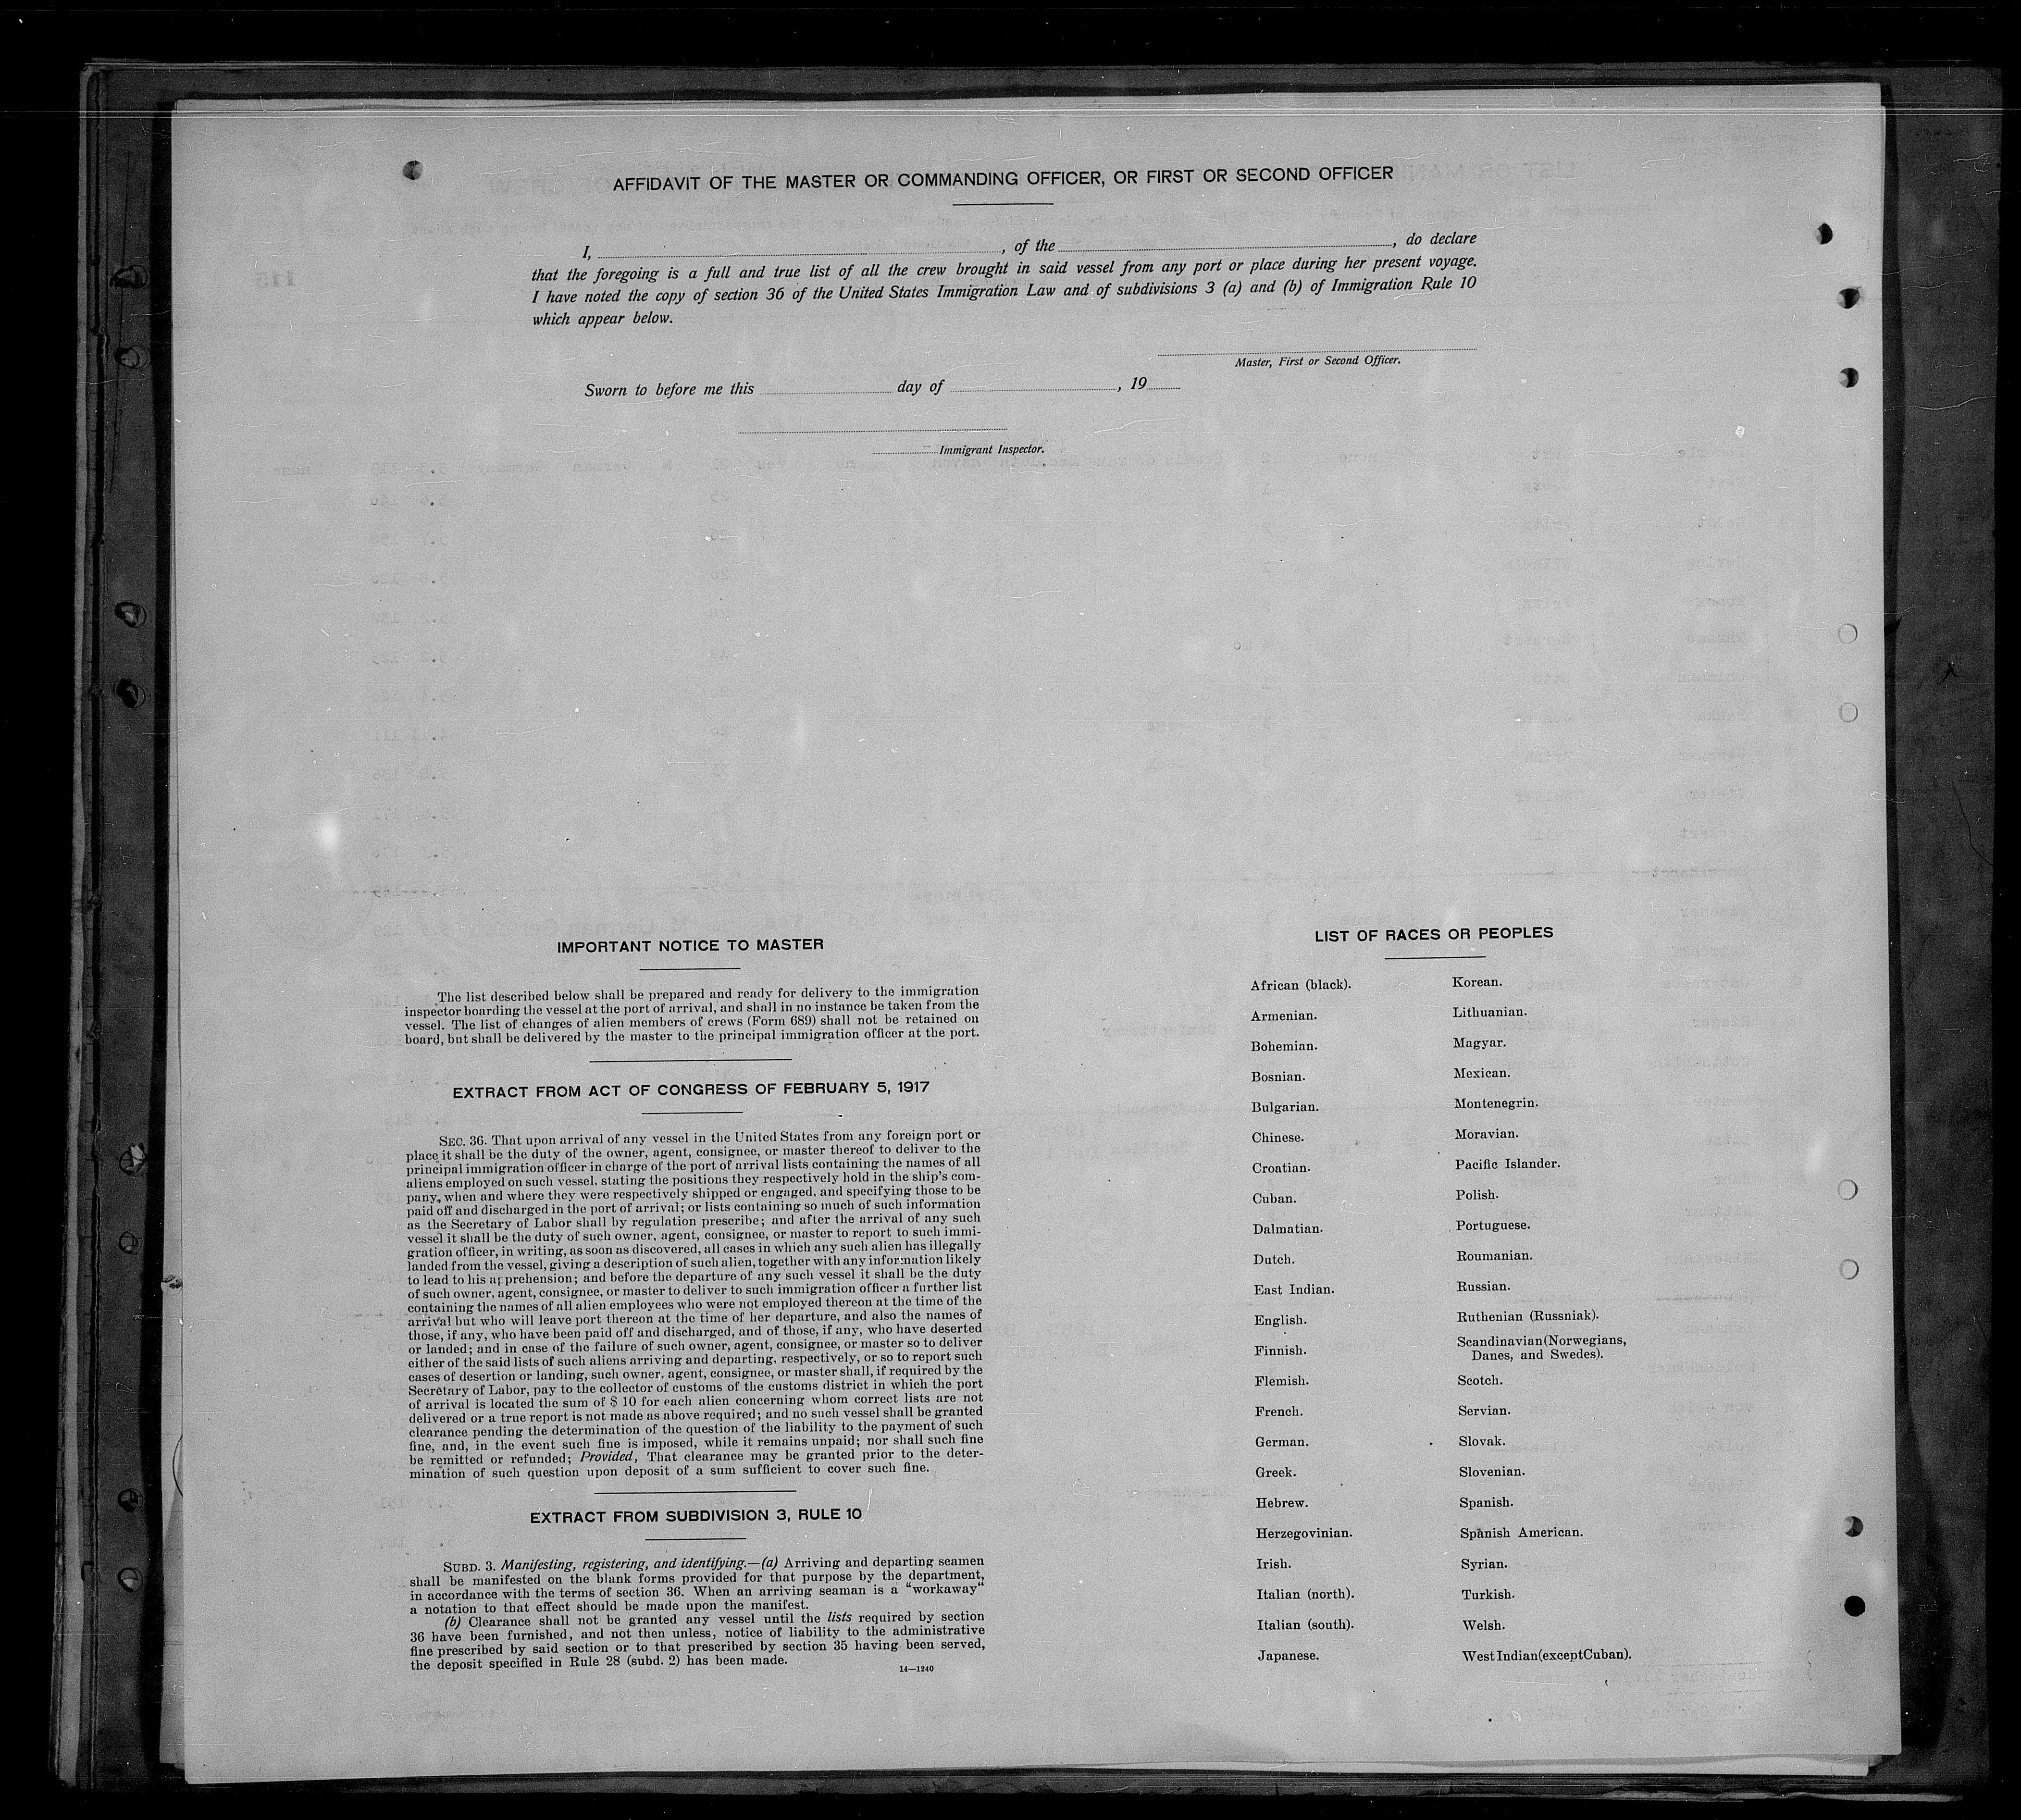 AFFIDAVIT OF THE MASTER OR COMMANDING OFFICER, OR FIRST OR SECOND OFFICER
I, , of the , do declare
that the foregoing is a full and true list of all the crew brought in said vessel from any port or place during her present voyage.
I have noted the copy of section 36 of the United States Immigration Law and of subdivisions 3 (a) and (b) of Immigration Rule 10
which appear below.
Master, First or Second Officer.
Sworn to before me this day of , 19
Immigrant Inspector.
IMPORTANT NOTICE TO MASTER
The list described below shall be prepared and ready for delivery to the immigration
inspector boarding the vessel at the port of arrival, and shall in no instance be taken from the
vessel. The list of changes of alien members of crews (Form 689) shall not be retained on
board, but shall be delivered by the master to the principal immigration officer at the port.
EXTRACT FROM ACT OF CONGRESS OF FEBRUARY 5, 1917
SEC. 36. That upon arrival of any vessel in the United States from any foreign port or
place it shall be the duty of the owner, agent, consignee, or master thereof to deliver to the
principal immigration officer in charge of the port of arrival lists containing the names of all
aliens employed on such vessel, stating the positions they respectively hold in the ship's com-
pany, when and where they were respectively shipped or engaged, and specifying those to be
paid off and discharged in the port of arrival; or lists containing so much of such information
as the Secretary of Labor shall by regulation prescribe; and after the arrival of any such
vessel it shall be the duty of such owner, agent, consignee, or master to report to such immi-
gration officer, in writing, as soon as discovered, all cases in which any such alien has illegally
landed from the vessel, giving a description of such alien, together with any information likely
to lead to his apprehension; and before the departure of any such vessel it shall be the duty
of such owner, agent, consignee, or master to deliver to such immigration officer a further list
containing the names of all alien employees who were not employed thereon at the time of the
arrival but who will leave port thereon at the time of her departure, and also the names of
those, if any, who have been paid off and discharged, and of those, if any, who have deserted
or landed; and in case of the failure of such owner, agent, consignee, or master so to deliver
either of the said lists of such aliens arriving and departing, respectively, or so to report such
cases of desertion or landing, such owner, agent, consignee, or master shall, if required by the
Secretary of Labor, pay to the collector of customs of the customs district in which the port
of arrival is located the sum of $ 10 for each alien concerning whom correct lists are not
delivered or a true report is not made as above required; and no such vessel shall be granted
clearance pending the determination of the question of the liability to the payment of such
fine, and, in the event such fine is imposed, while it remains unpaid; nor shall such fine
be remitted or refunded; Provided, That clearance may be granted prior to the deter-
mination of such question upon deposit of a sum sufficient to cover such fine.
EXTRACT FROM SUBDIVISION 3, RULE 10
SUBD. 3. Manifesting, registering, and identifying.—(a) Arriving and departing seamen
shall be manifested on the blank forms provided for that purpose by the department,
in accordance with the terms of section 36. When an arriving seaman is a "workaway"
a notation to that effect should be made upon the manifest.
(b) Clearance shall not be granted any vessel until the lists required by section
36 have been furnished, and not then unless, notice of liability to the administrative
fine prescribed by said section or to that prescribed by section 35 having been served,
the deposit specified in Rule 28 (subd. 2) has been made.
14—1240
LIST OF RACES OR PEOPLES
African (black).
Armenian.
Bohemian.
Bosnian.
Bulgarian.
Chinese.
Croatian.
Cuban.
Dalmatian.
Dutch.
East Indian.
English.
Finnish.
Flemish.
French.
German.
Greek.
Hebrew.
Herzegovinian.
Irish.
Italian (north).
Italian (south).
Japanese.
Korean.
Lithuanian.
Magyar.
Mexican.
Montenegrin.
Moravian.
Pacific Islander.
Polish.
Portuguese.
Roumanian.
Russian.
Ruthenian (Russniak).
Scandinavian (Norwegians,
Danes, and Swedes).
Scotch.
Servian.
Slovak.
Slovenian.
Spanish.
Spanish American.
Syrian.
Turkish.
Welsh.
West Indian (except Cuban).